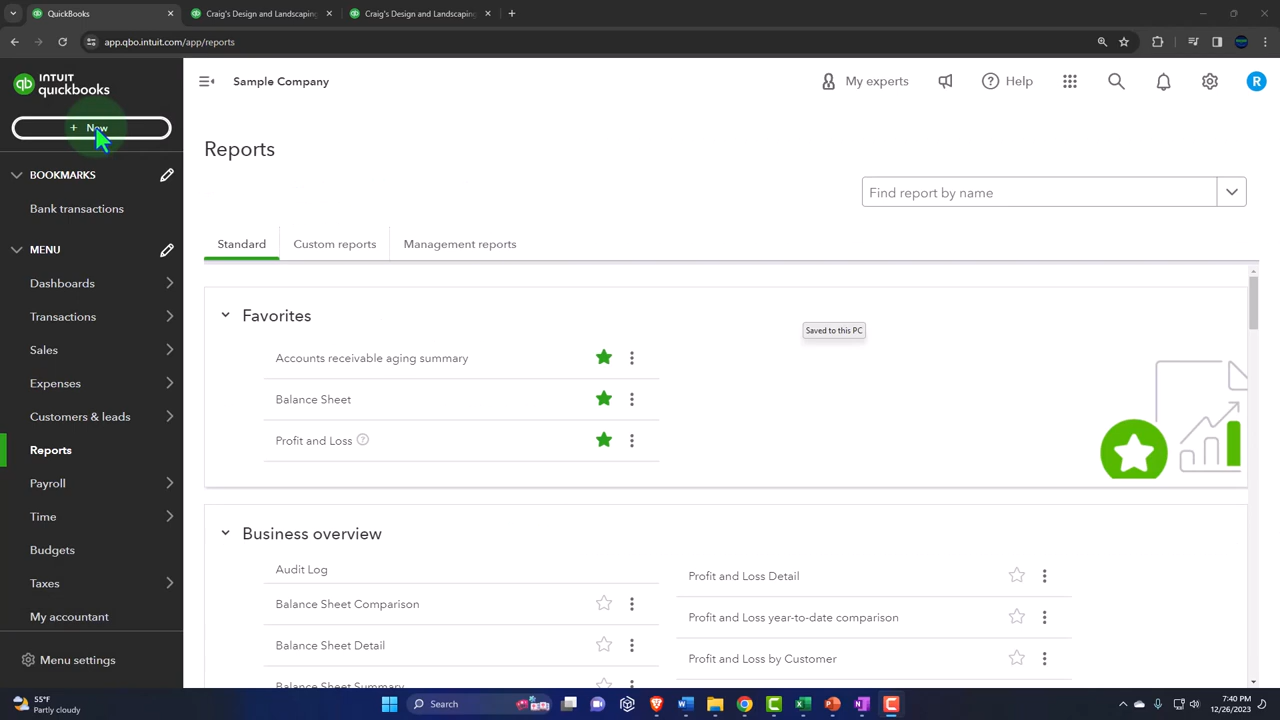 QuickBooks
Craig's Design and Landscaping
Craig's Design and Landscaping
app.qbo.intuit.com/app/reports
INTUIT
quickbooks
Sample Company
My experts
Help
R
+ New
BOOKMARKS
Bank transactions
MENU
Dashboards
Transactions
Sales
Expenses
Customers & leads
Reports
Payroll
Time
Budgets
Taxes
My accountant
Menu settings
Reports
Find report by name
Standard
Custom reports
Management reports
Favorites
Saved to this PC
Accounts receivable aging summary
Balance Sheet
Profit and Loss
Business overview
Audit Log
Profit and Loss Detail
Balance Sheet Comparison
Profit and Loss year-to-date comparison
Balance Sheet Detail
Profit and Loss by Customer
Balance Sheet Summary
55°F
Partly cloudy
Search
7:40 PM
12/26/2023